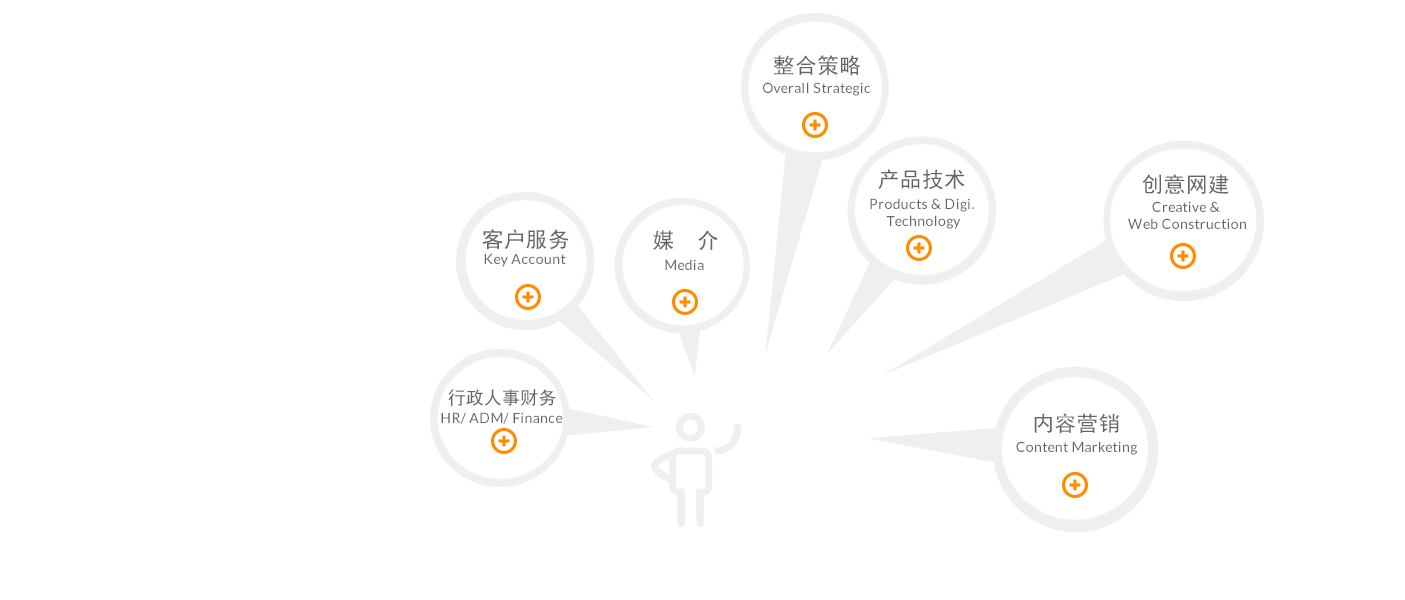 整合策略
Overall Strategic
产品技术
Products & Digi.
Technology
创意网建
Creative &
Web Construction
客户服务
Key Account
媒 介
Media
行政人事财务
HR/ ADM/ Finance
内容营销
Content Marketing